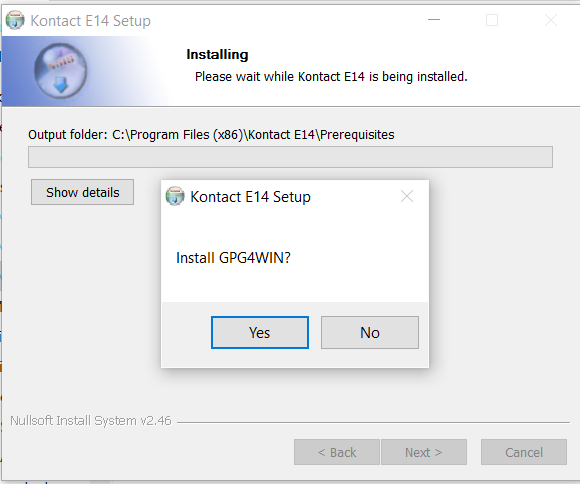 Kontact E14 Setup
Installing
Please wait while Kontact E14 is being installed.
Output folder: C:\Program Files (x86)\Kontact E14\Prerequisites
Show details
Kontact E14 Setup
Install GPG4WIN?
Yes No
Nullsoft Install System v2.46
< Back Next > Cancel